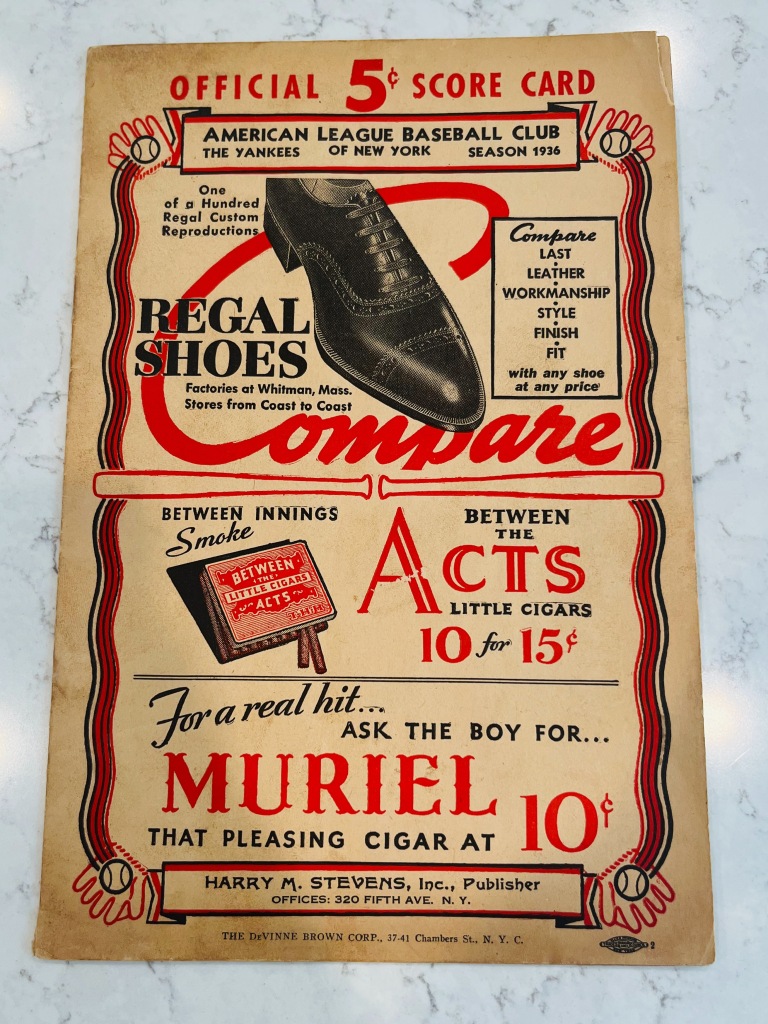 OFFICIAL 5¢ SCORE CARD
AMERICAN LEAGUE BASEBALL CLUB
THE YANKEES OF NEW YORK SEASON 1936
One
of a Hundred
Regal Custom
Reproductions
REGAL
SHOES
Factories at Whitman, Mass.
Stores from Coast to Coast
Compare
LAST
LEATHER
WORKMANSHIP
STYLE
FINISH
FIT
with any shoe
at any price
Compare
BETWEEN INNINGS
Smoke
BETWEEN
THE
LITTLE CIGARS
ACTS
BETWEEN
THE
ACTS
LITTLE CIGARS
10 for 15¢
For a real hit...
ASK THE BOY FOR...
MURIEL 10¢
THAT PLEASING CIGAR AT
HARRY M. STEVENS, Inc., Publisher
OFFICES: 320 FIFTH AVE. N. Y.
THE DeVINNE BROWN CORP., 37-41 Chambers St., N. Y. C.
2